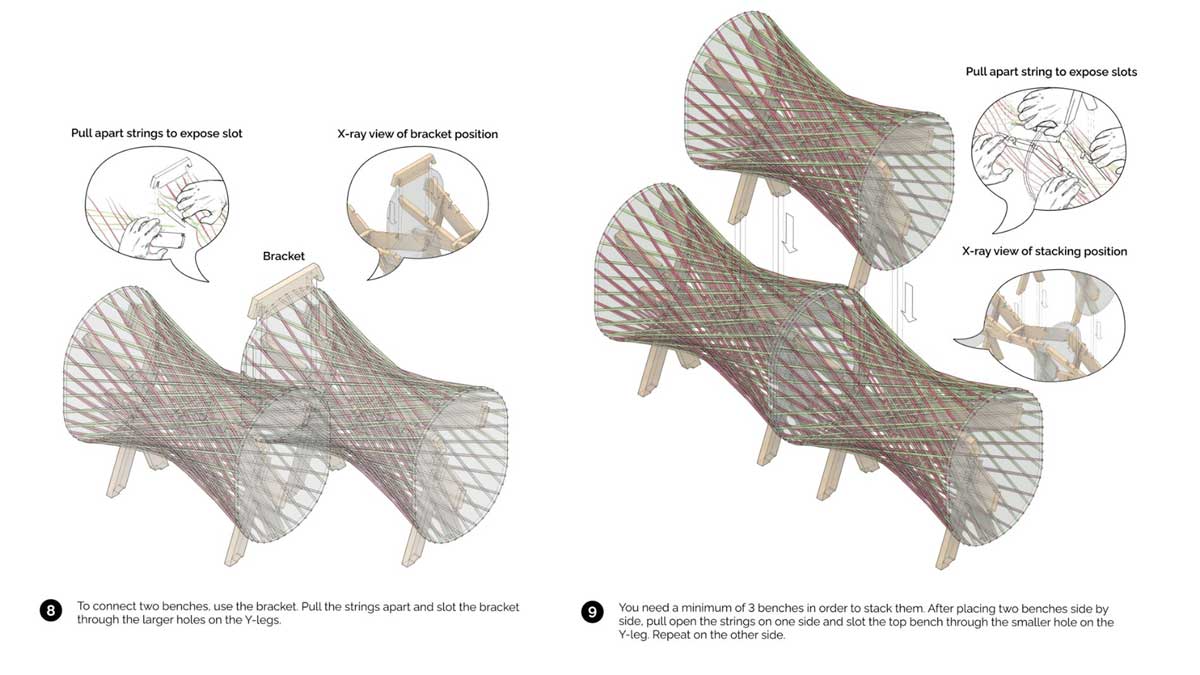 Pull apart strings to expose slot
X-ray view of bracket position
Bracket
8
To connect two benches, use the bracket. Pull the strings apart and slot the bracket
through the larger holes on the Y-legs.
Pull apart string to expose slots
X-ray view of stacking position
9
You need a minimum of 3 benches in order to stack them. After placing two benches side by
side, pull open the strings on one side and slot the top bench through the smaller hole on the
Y-leg. Repeat on the other side.